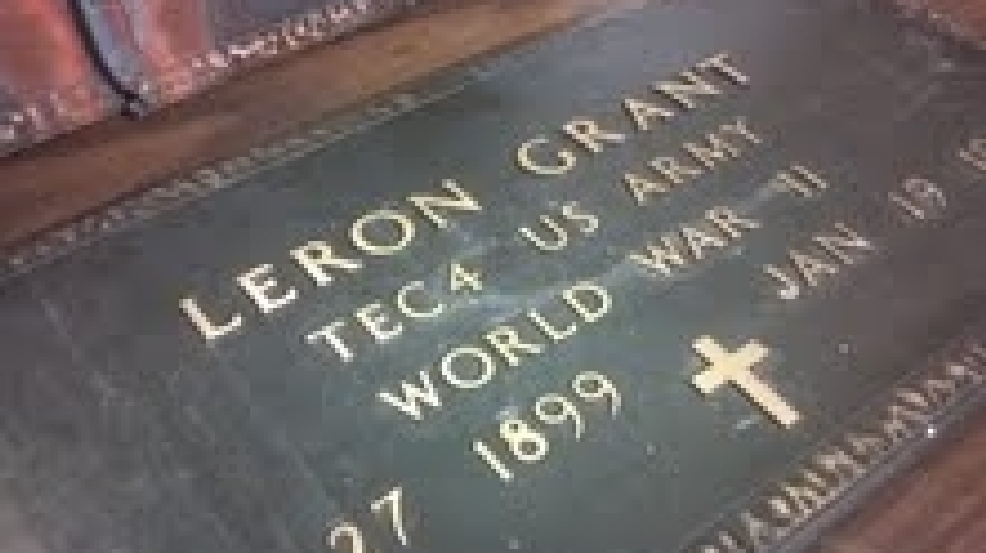 LERON GRANT
TEC4 US ARMY
WORLD WAR II
27 1899 JAN 19